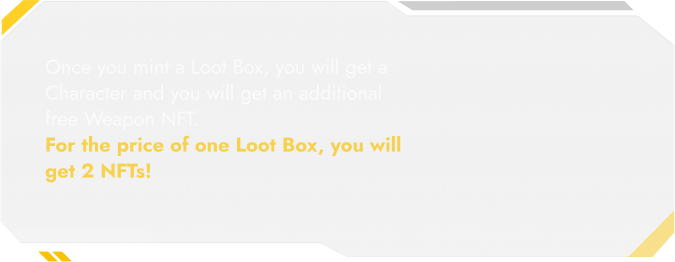 Once you mint a Loot Box, you will get a
Character and you will get an additional
free Weapon NFT.
For the price of one Loot Box, you will
get 2 NFTs!